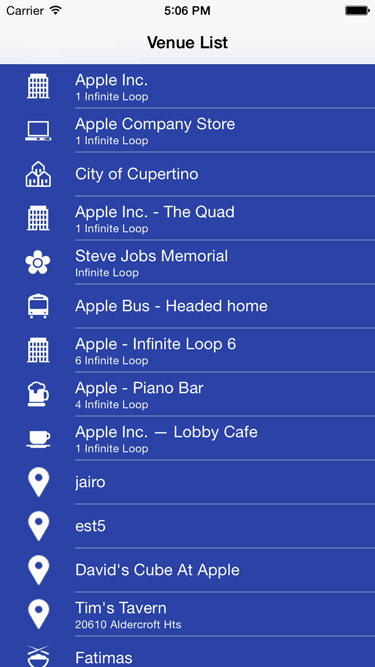 Carrier 5:06 PM
Venue List
Apple Inc.
1 Infinite Loop
Apple Company Store
1 Infinite Loop
City of Cupertino
Apple Inc. - The Quad
1 Infinite Loop
Steve Jobs Memorial
Infinite Loop
Apple Bus - Headed home
Apple - Infinite Loop 6
6 Infinite Loop
Apple - Piano Bar
4 Infinite Loop
Apple Inc. — Lobby Cafe
1 Infinite Loop
jairo
est5
David's Cube At Apple
Tim's Tavern
20610 Aldercroft Hts
Fatimas